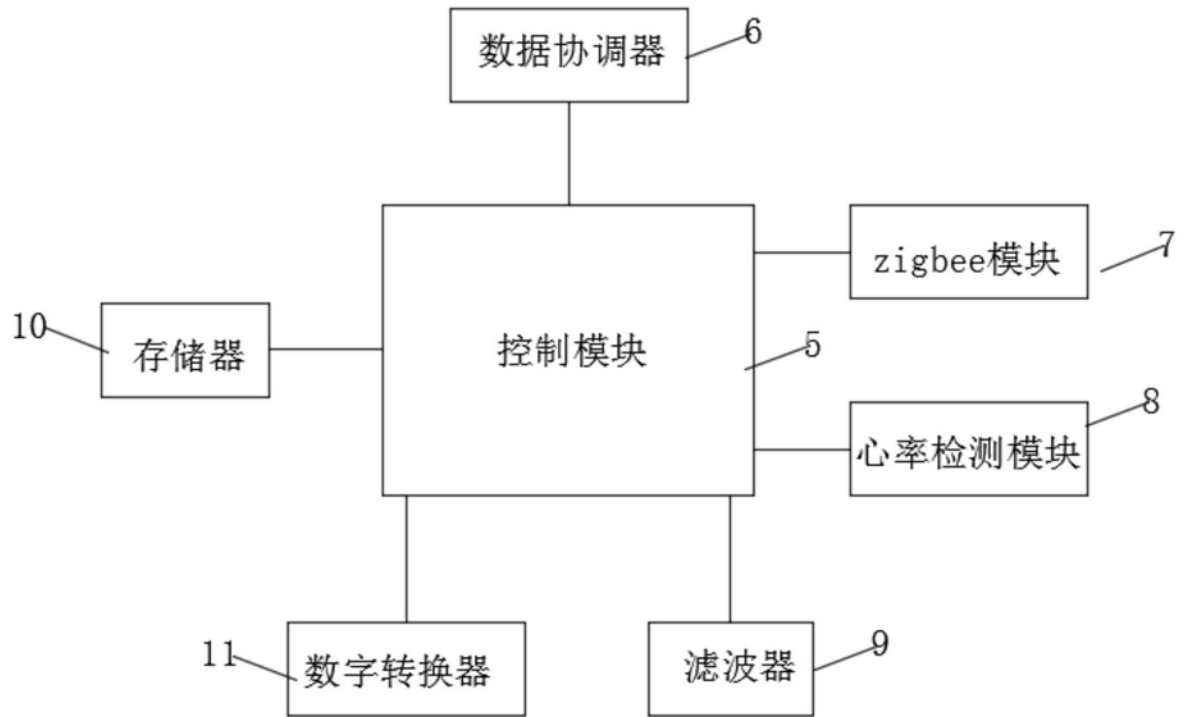 数据协调器
6
zigbee模块
7
10
存储器
控制模块
5
心率检测模块
8
11
数字转换器
滤波器
9